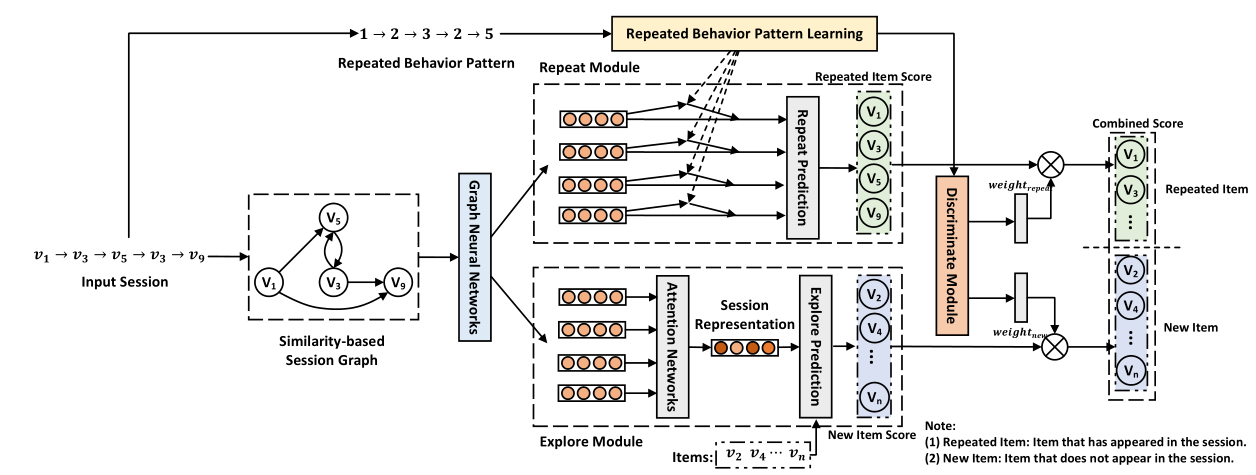 1 → 2 → 3 → 2 → 5
Repeated Behavior Pattern
Repeated Behavior Pattern Learning
Repeat Module
Repeated Item Score
Repeat Prediction
V1
V3
V5
V9
v1 → v3 → v5 → v3 → v9
Input Session
V5
V1
V3
V9
Similarity-based
Session Graph
Graph Neural Networks
Attention Networks
Session
Representation
Explore Prediction
V2
V4
⋮
Vn
New Item Score
Explore Module
Items: v2 v4 ⋯ vn
Discriminate Module
weight_repeat
weight_new
Combined Score
V1
V3
⋮
Repeated Item
V2
V4
⋮
Vn
New Item
Note:
(1) Repeated Item: Item that has appeared in the session.
(2) New Item: Item that does not appear in the session.